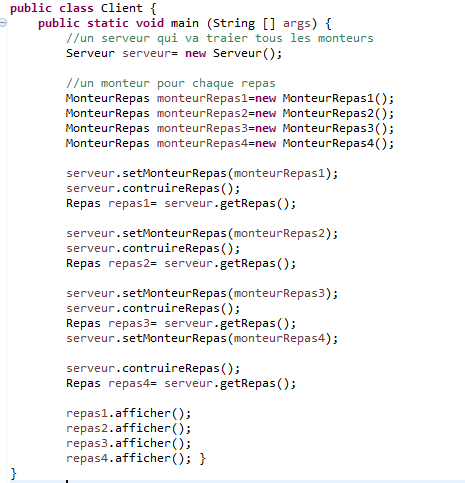 public class Client {
public static void main (String [] args) {
//un serveur qui va traier tous les monteurs
Serveur serveur= new Serveur();
//un monteur pour chaque repas
MonteurRepas monteurRepas1=new MonteurRepas1();
MonteurRepas monteurRepas2=new MonteurRepas2();
MonteurRepas monteurRepas3=new MonteurRepas3();
MonteurRepas monteurRepas4=new MonteurRepas4();
serveur.setMonteurRepas(monteurRepas1);
serveur.contruireRepas();
Repas repas1= serveur.getRepas();
serveur.setMonteurRepas(monteurRepas2);
serveur.contruireRepas();
Repas repas2= serveur.getRepas();
serveur.setMonteurRepas(monteurRepas3);
serveur.contruireRepas();
Repas repas3= serveur.getRepas();
serveur.setMonteurRepas(monteurRepas4);
serveur.contruireRepas();
Repas repas4= serveur.getRepas();
repas1.afficher();
repas2.afficher();
repas3.afficher();
repas4.afficher(); }
}